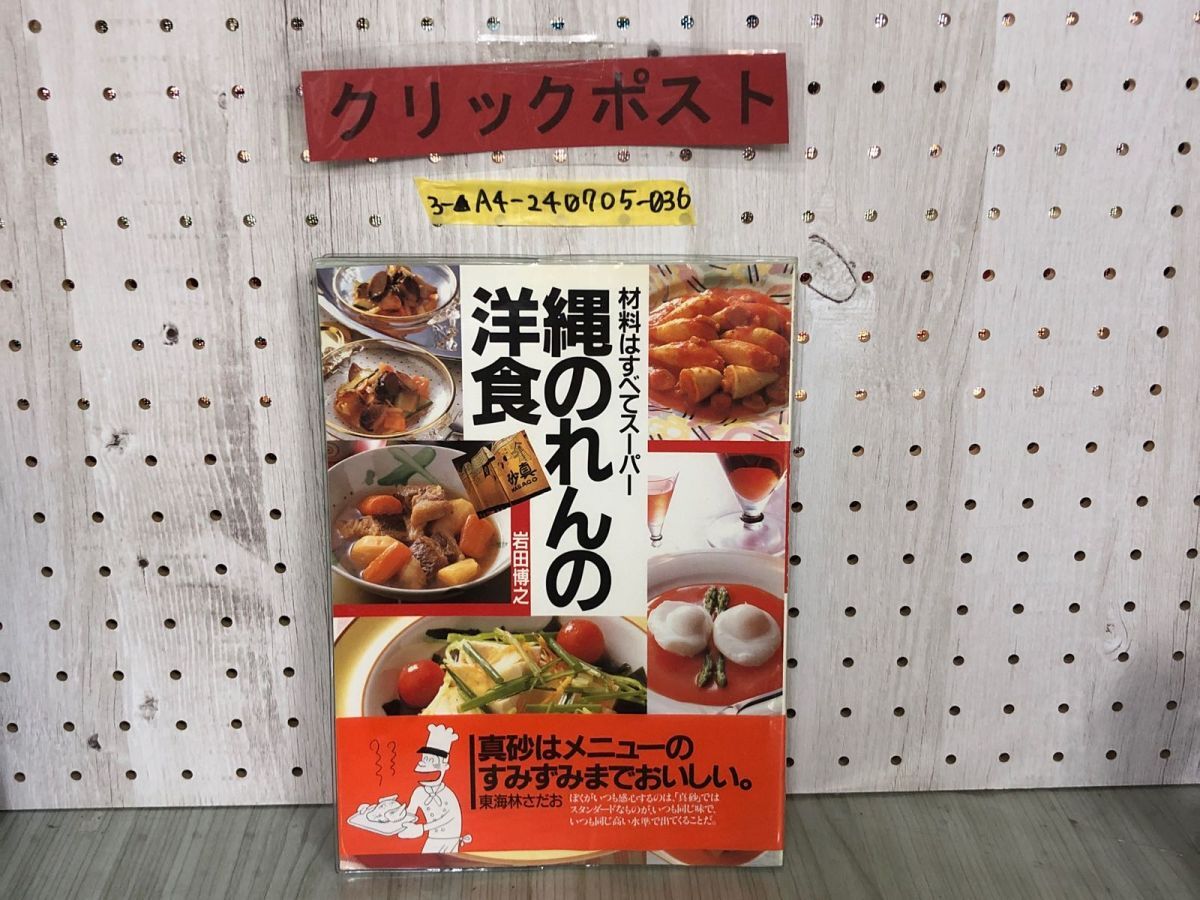 クリックポスト
3-▲A4-240705-036
材料はすべてスーパー
縄のれんの
洋食
真砂
MASAGO
岩田博之
真砂はメニューの
すみずみまでおいしい。
東海林さだお
ぼくがいつも感心するのは、「真砂」では
スタンダードなものが、いつも同じ味で、
いつも同じ高い水準で出てくることだ。